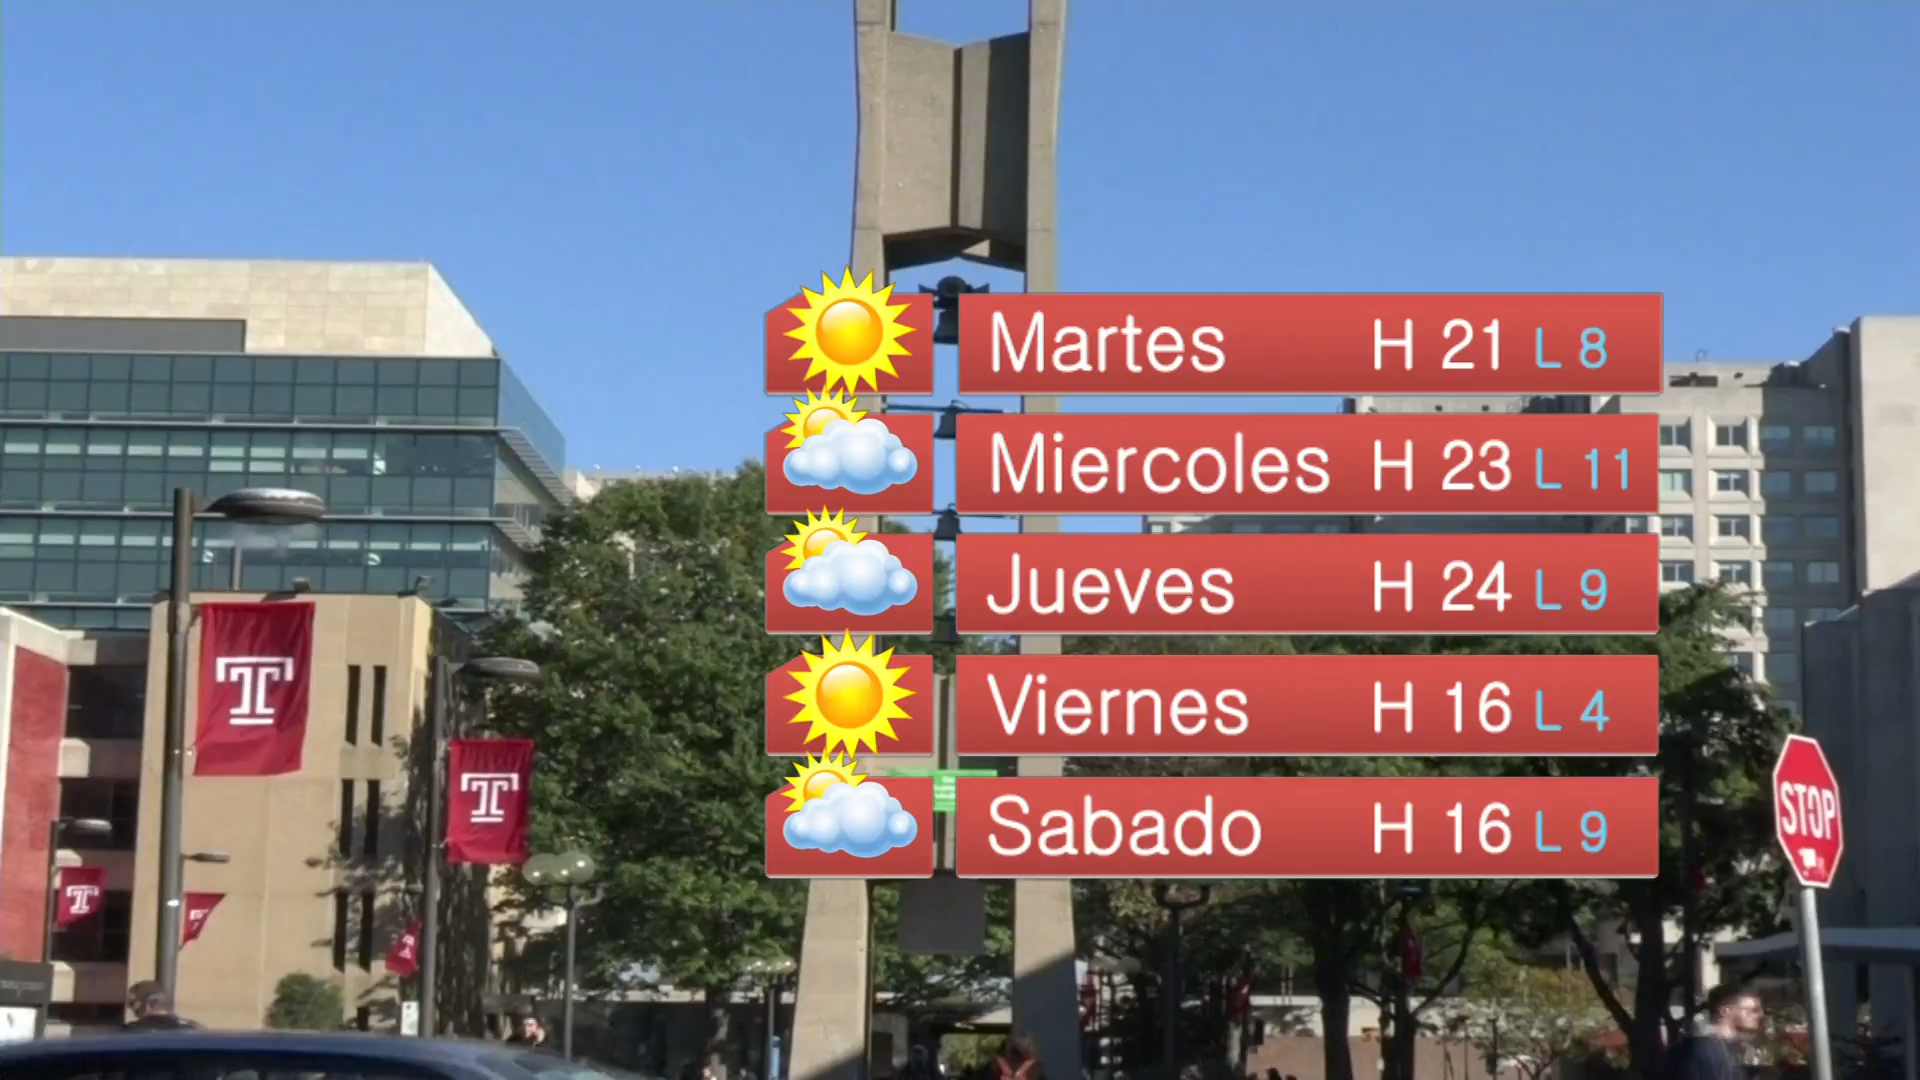 Martes H 21 L 8
Miercoles H 23 L 11
Jueves H 24 L 9
Viernes H 16 L 4
Sabado H 16 L 9
T
T
T
STOP